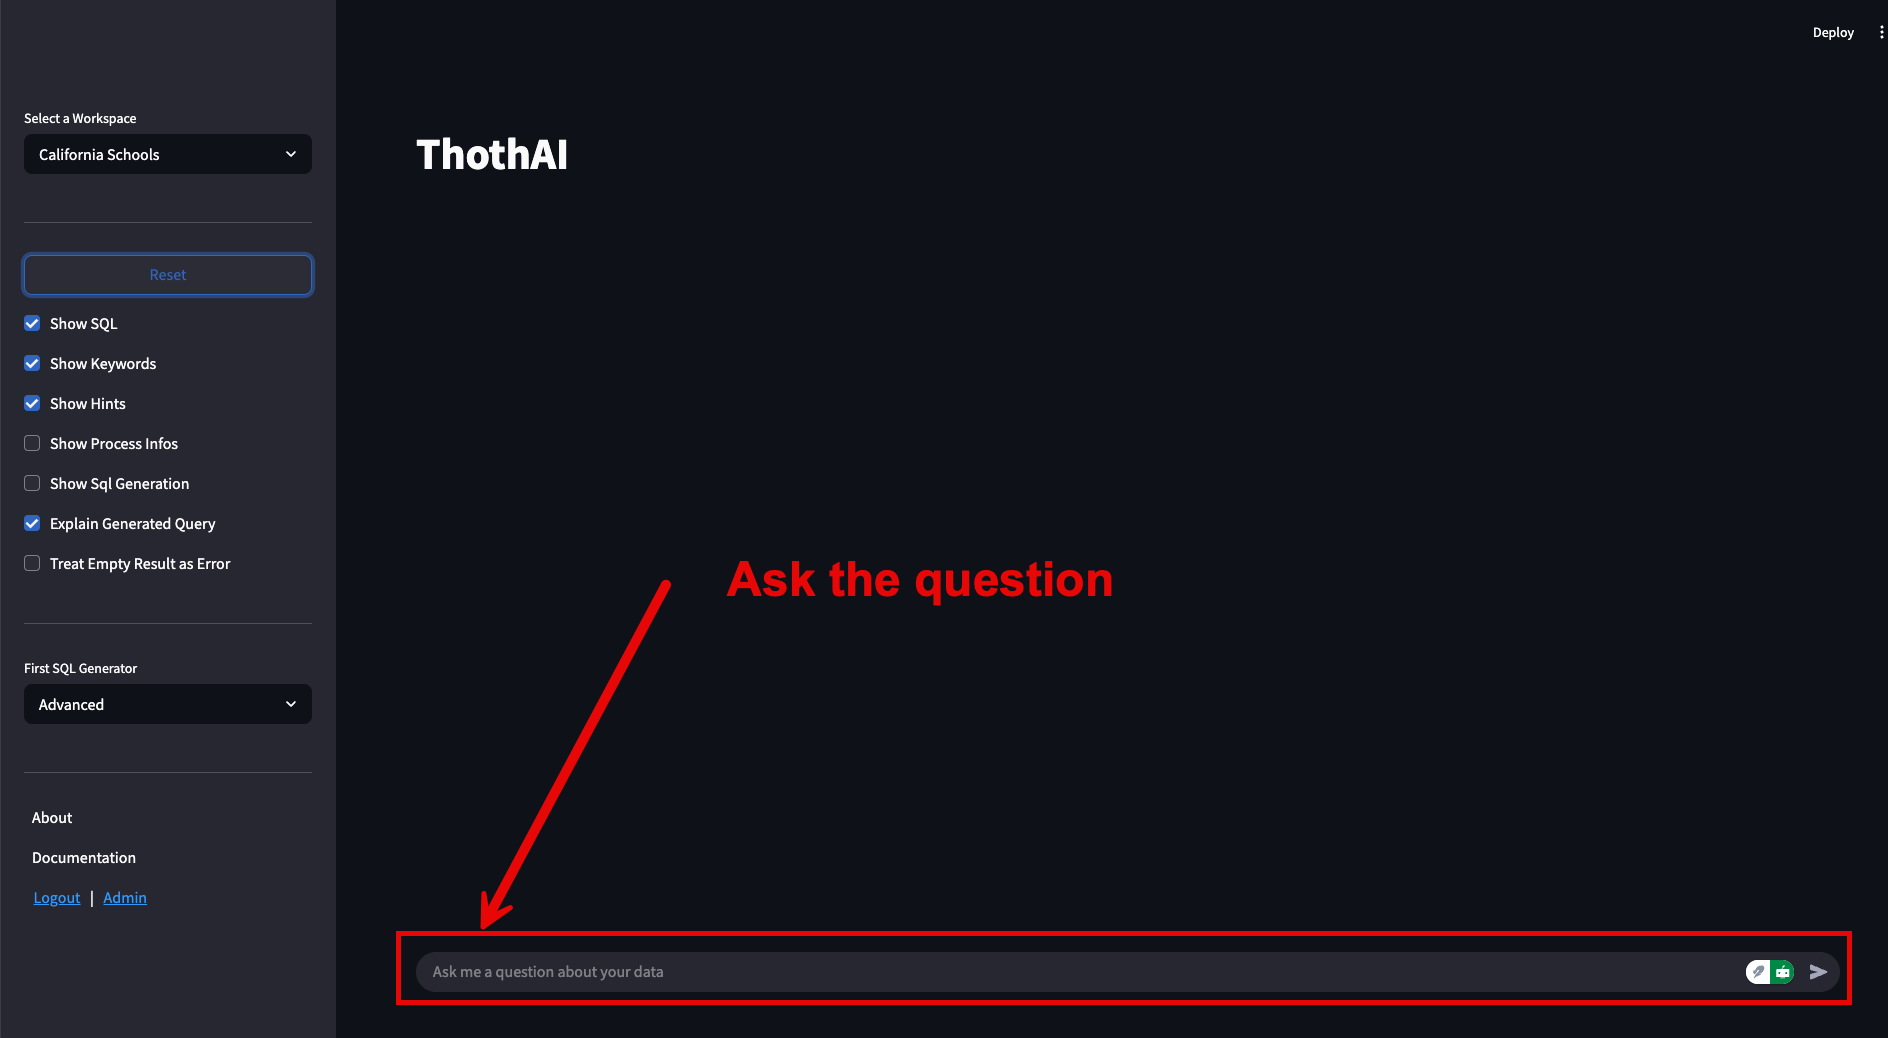 Deploy
Select a Workspace
California Schools
ThothAI
Reset
Show SQL
Show Keywords
Show Hints
Show Process Infos
Show Sql Generation
Explain Generated Query
Treat Empty Result as Error
Ask the question
First SQL Generator
Advanced
About
Documentation
Logout | Admin
Ask me a question about your data